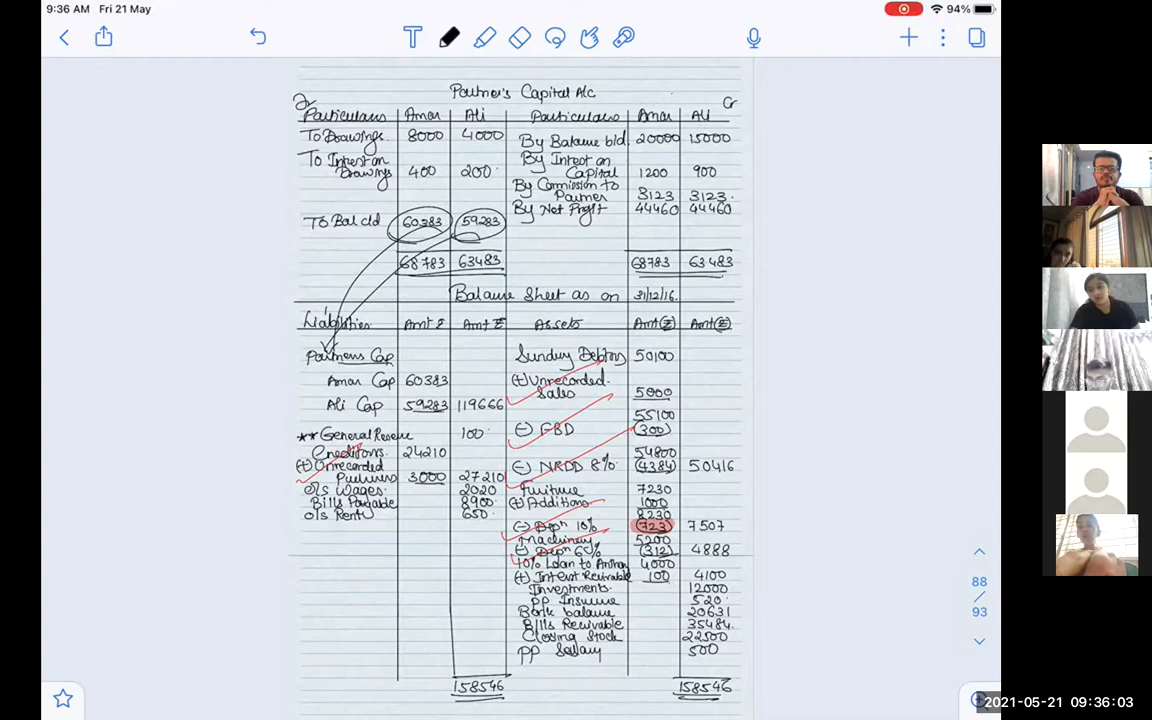 9:36 AM Fri 21 May
94%
Partner's Capital A/c
Dr
Cr
Particulars Amar Ali Particulars Amar Ali
To Drawings 8000 4000 By Balance b/d. 20000 15000
To Interest on Drawings 400 200 By Interest on Capital 1200 900
By Commission to Partner 3123 3123
By Net Profit 44460 44460
To Bal c/d 60383 59283
68783 63483 68783 63483
Balance Sheet as on 31/12/16.
Liabilities Amt ₹ Amt ₹ Assets Amt(₹) Amt(₹)
Partners Cap Sundry Debtors 50100
Amar Cap 60383 (+) Unrecorded Sales 5000
Ali Cap 59283 119666 55100
** General Reserve 100 (-) FBD (300)
Creditors 24210 54800
(+) Unrecorded Purchases 3000 27210 (-) NRDD 8% (4384) 50416
O/s Wages 2020 Furniture 7230
Bills Payable 8900 (+) Additions 1000
O/s Rent 650 8230
(-) Depn 10% (723) 7507
Machinery 5200
(-) Depn 6% (312) 4888
10% Loan to Anthony 4000
(+) Interest Receivable 100 4100
Investments 12000
PP Insurance 520
Bank balance 20631
Bills Receivable 35484
Closing Stock 22500
PP Salary 500
158546 158546
88
/
93
2021-05-21 09:36:03